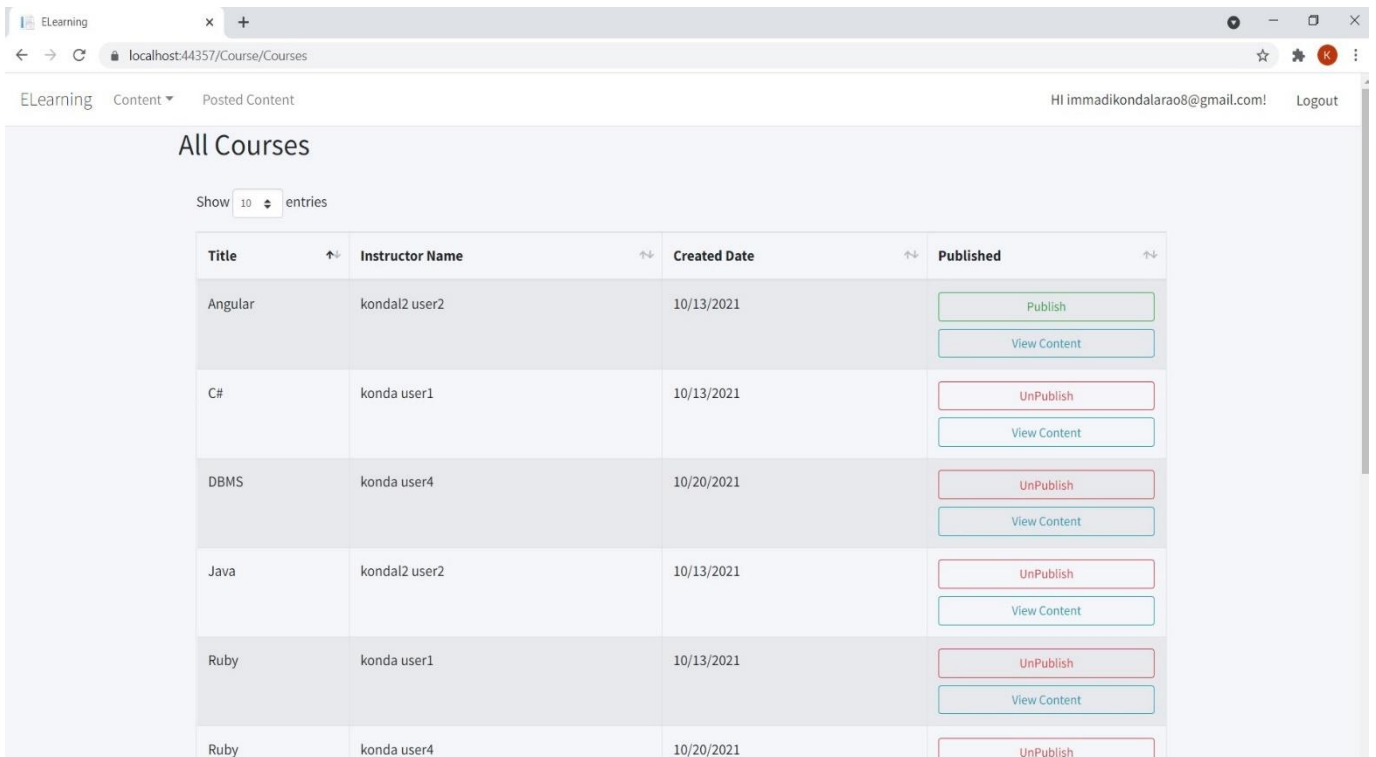 ELearning
localhost:44357/Course/Courses
K
ELearning Content Posted Content HI immadikondalarao8@gmail.com! Logout
All Courses
Show 10 entries
Title Instructor Name Created Date Published
Angular kondal2 user2 10/13/2021 Publish
View Content
C# konda user1 10/13/2021 UnPublish
View Content
DBMS konda user4 10/20/2021 UnPublish
View Content
Java kondal2 user2 10/13/2021 UnPublish
View Content
Ruby konda user1 10/13/2021 UnPublish
View Content
Ruby konda user4 10/20/2021 UnPublish